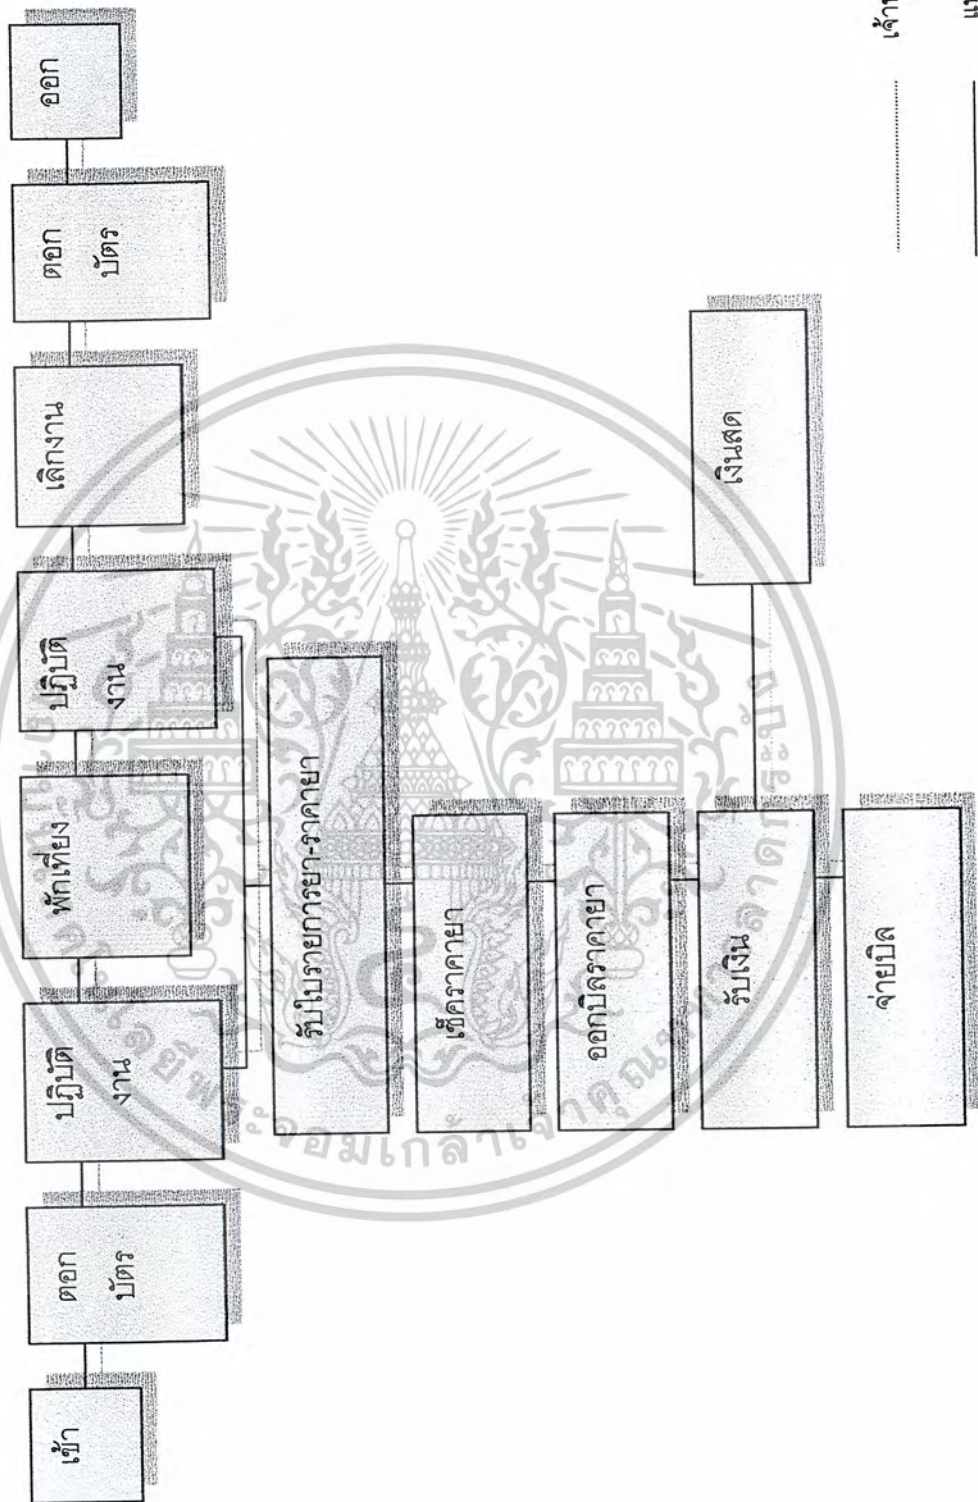 เข้า
ตอก
บัตร
ปฏิบัติ
งาน
พักเที่ยง
ปฏิบัติ
งาน
เลิกงาน
ตอก
บัตร
ออก
รับใบรายการยา-ราคายา
เช็คราคายา
ออกบิลราคายา
รับเงิน
เงินสด
จ่ายบิล